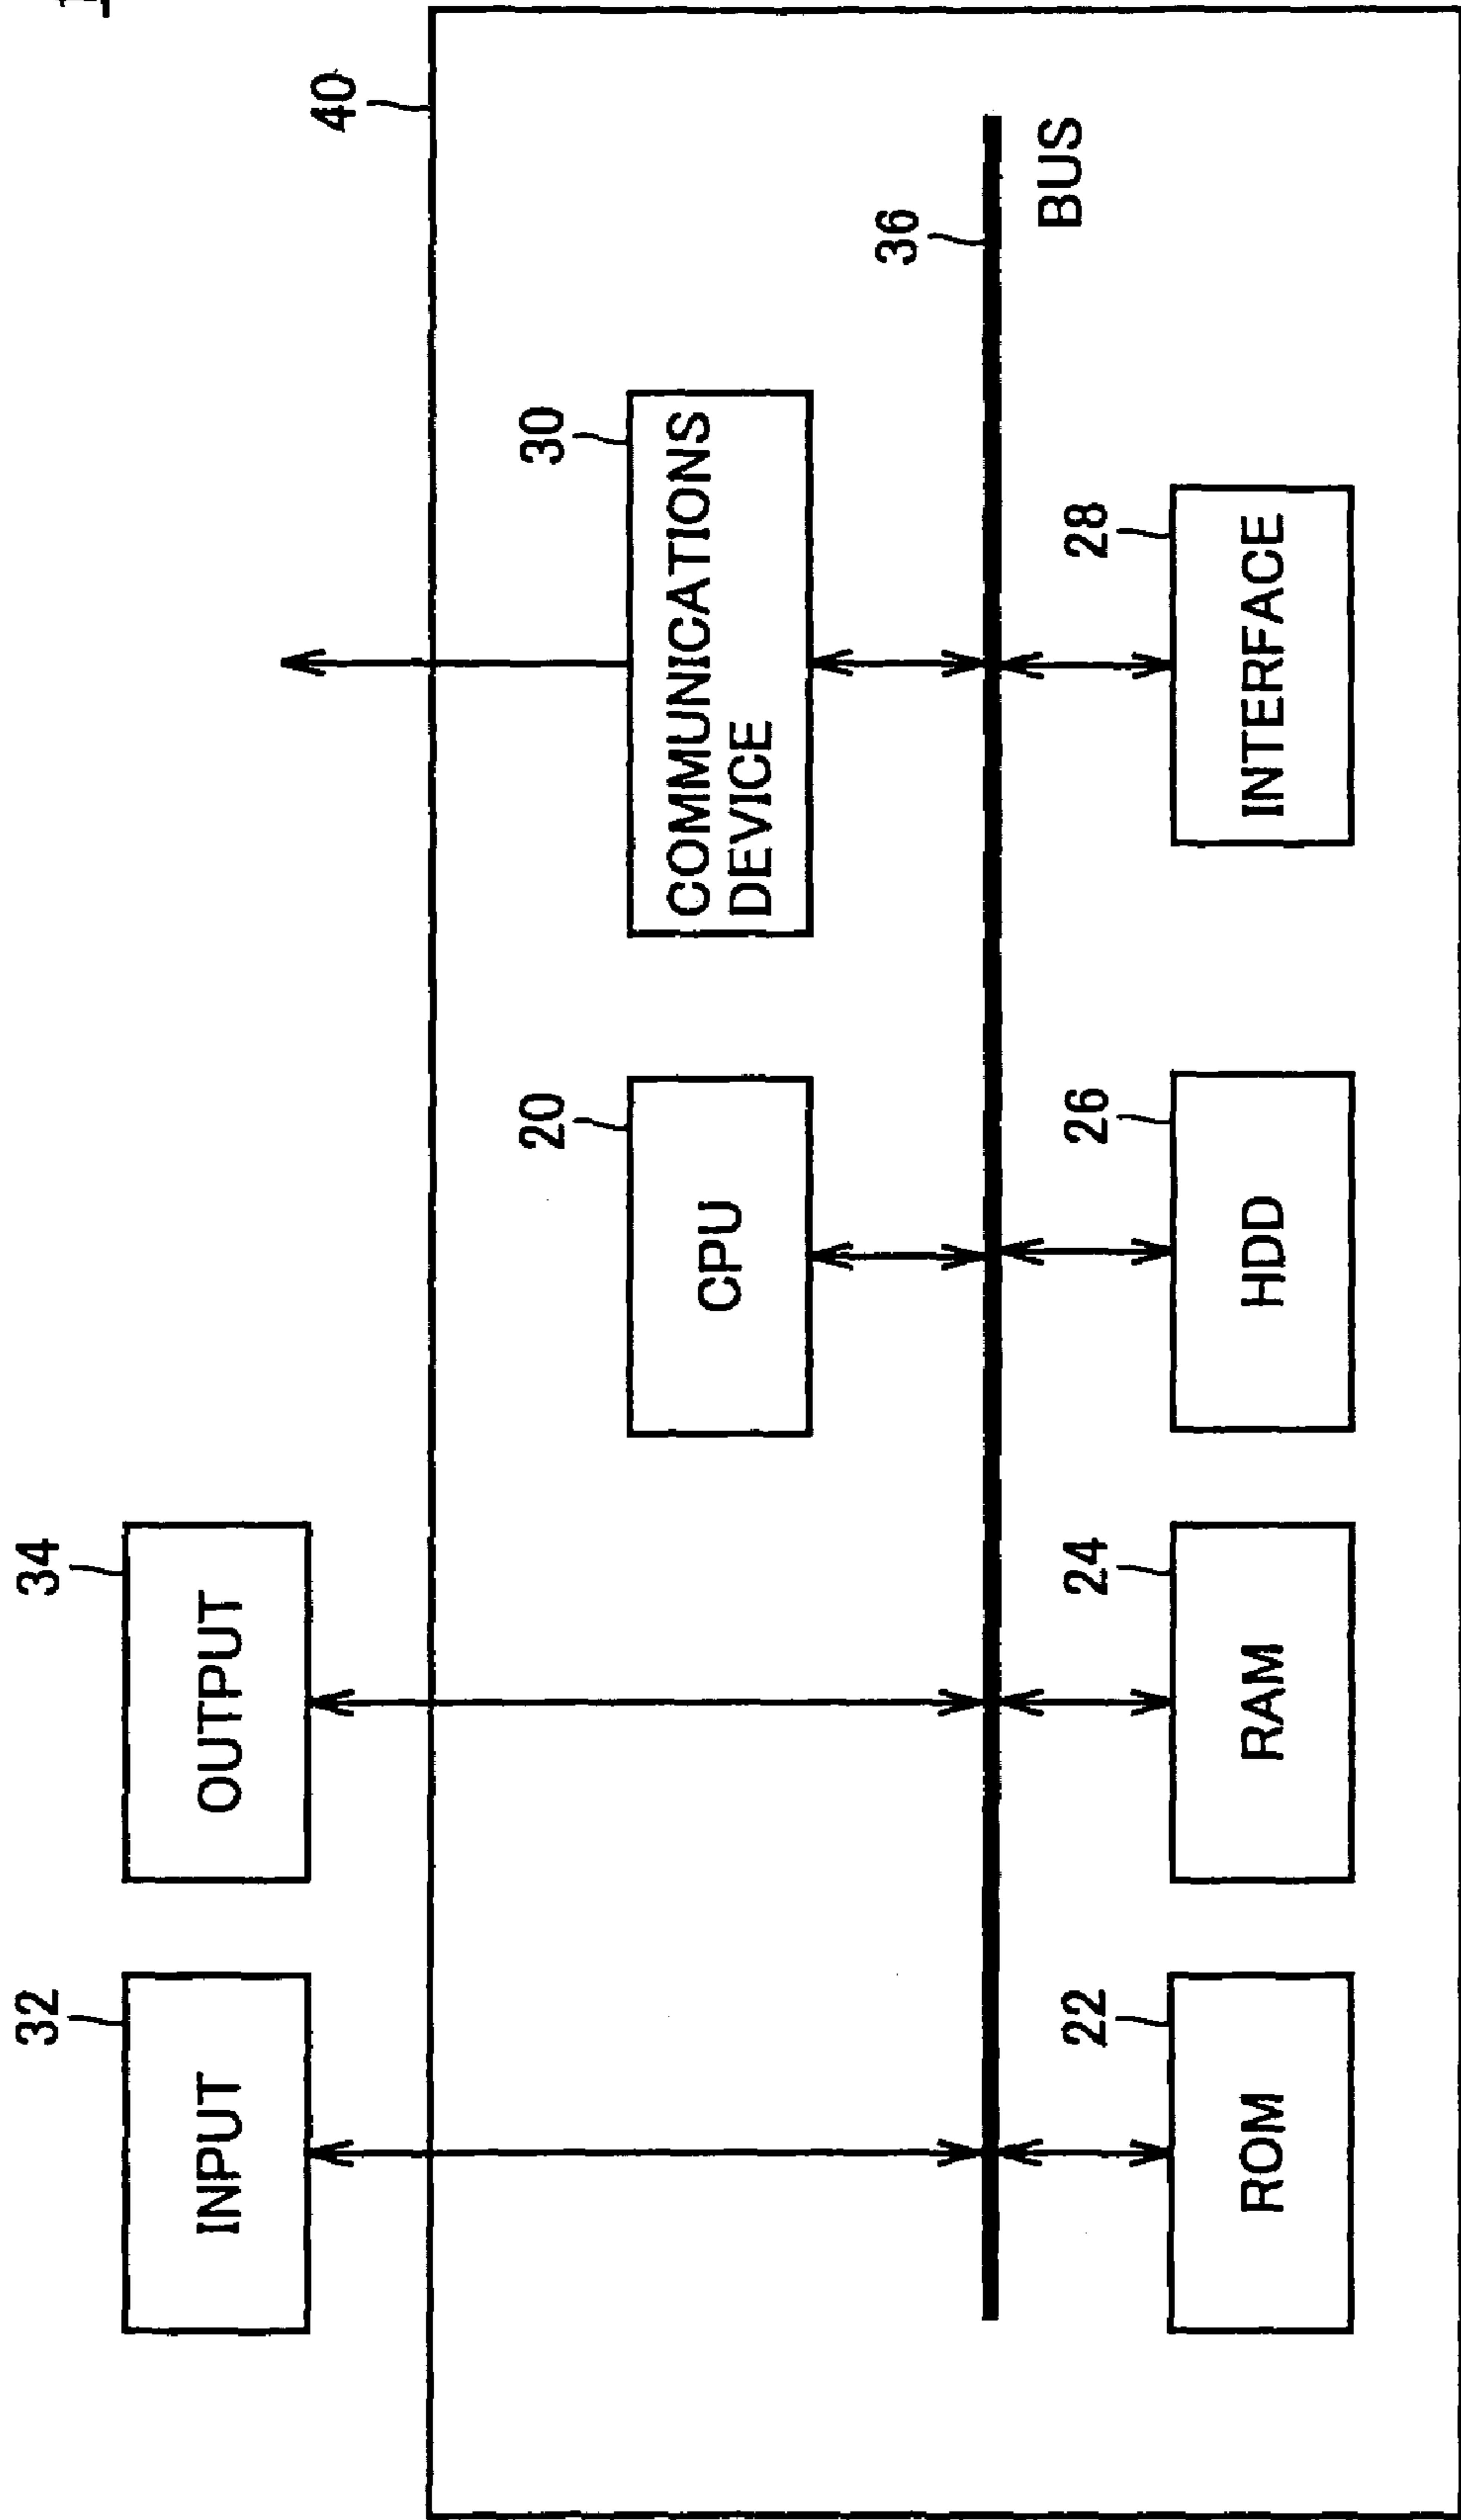 32
34
INPUT
OUTPUT
40
20
30
CPU
COMMUNICATIONS
DEVICE
36
BUS
22
24
26
28
ROM
RAM
HDD
INTERFACE